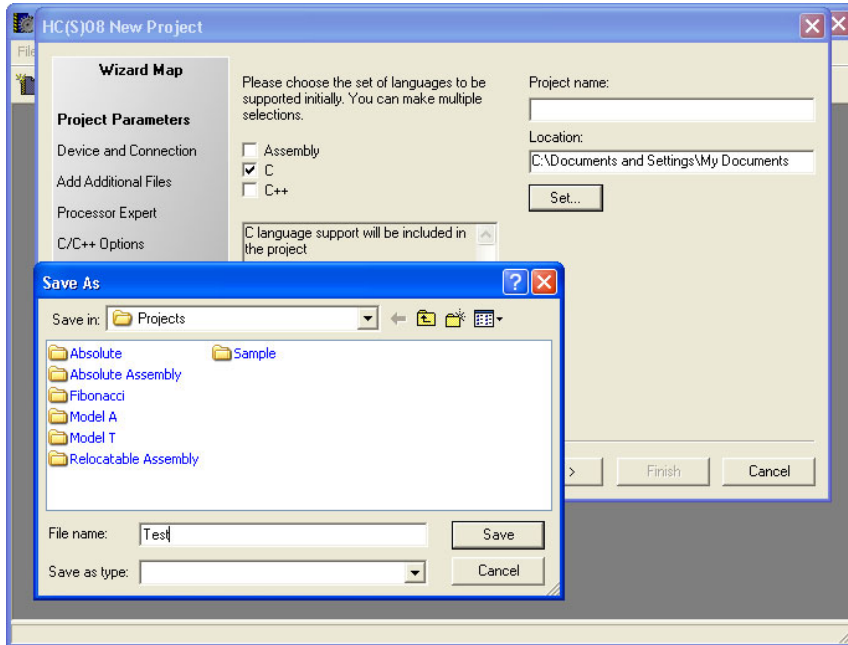 HC(S)08 New Project
File
Wizard Map
Project Parameters
Device and Connection
Add Additional Files
Processor Expert
C/C++ Options
Please choose the set of languages to be
supported initially. You can make multiple
selections.
Assembly
C
C++
C language support will be included in
the project
Project name:
Location:
C:\Documents and Settings\My Documents
Set...
>
Finish
Cancel
Save As
Save in: Projects
Absolute
Absolute Assembly
Fibonacci
Model A
Model T
Relocatable Assembly
Sample
File name: Test
Save
Save as type:
Cancel